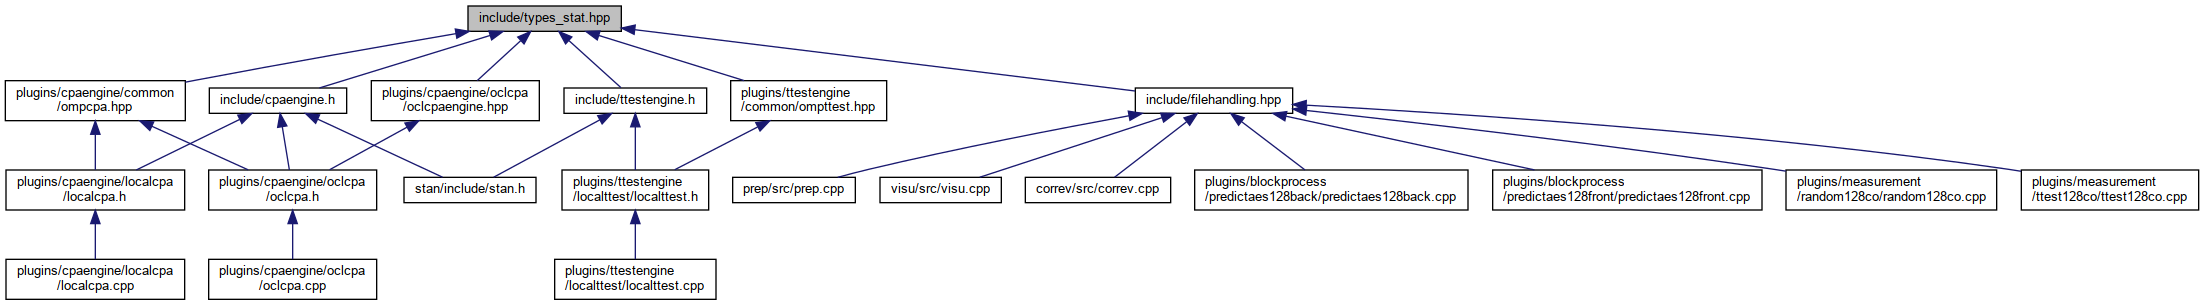 include/types_stat.hpp
plugins/cpaengine/common
/ompcpa.hpp
include/cpaengine.h
plugins/cpaengine/oclcpa
/oclcpaengine.hpp
include/ttestengine.h
plugins/ttestengine
/common/ompttest.hpp
include/filehandling.hpp
plugins/cpaengine/localcpa
/localcpa.h
plugins/cpaengine/oclcpa
/oclcpa.h
stan/include/stan.h
plugins/ttestengine
/localttest/localttest.h
prep/src/prep.cpp
visu/src/visu.cpp
correv/src/correv.cpp
plugins/blockprocess
/predictaes128back/predictaes128back.cpp
plugins/blockprocess
/predictaes128front/predictaes128front.cpp
plugins/measurement
/random128co/random128co.cpp
plugins/measurement
/ttest128co/ttest128co.cpp
plugins/cpaengine/localcpa
/localcpa.cpp
plugins/cpaengine/oclcpa
/oclcpa.cpp
plugins/ttestengine
/localttest/localttest.cpp